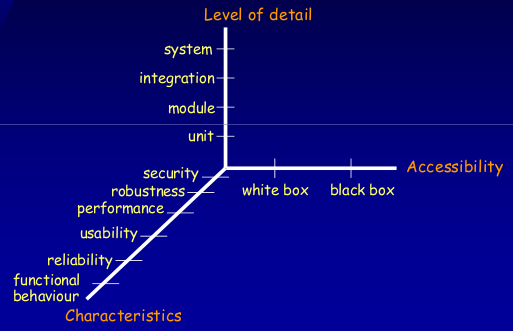 Level of detail
system
integration
module
unit
Accessibility
white box
black box
security
robustness
performance
usability
reliability
functional
behaviour
Characteristics